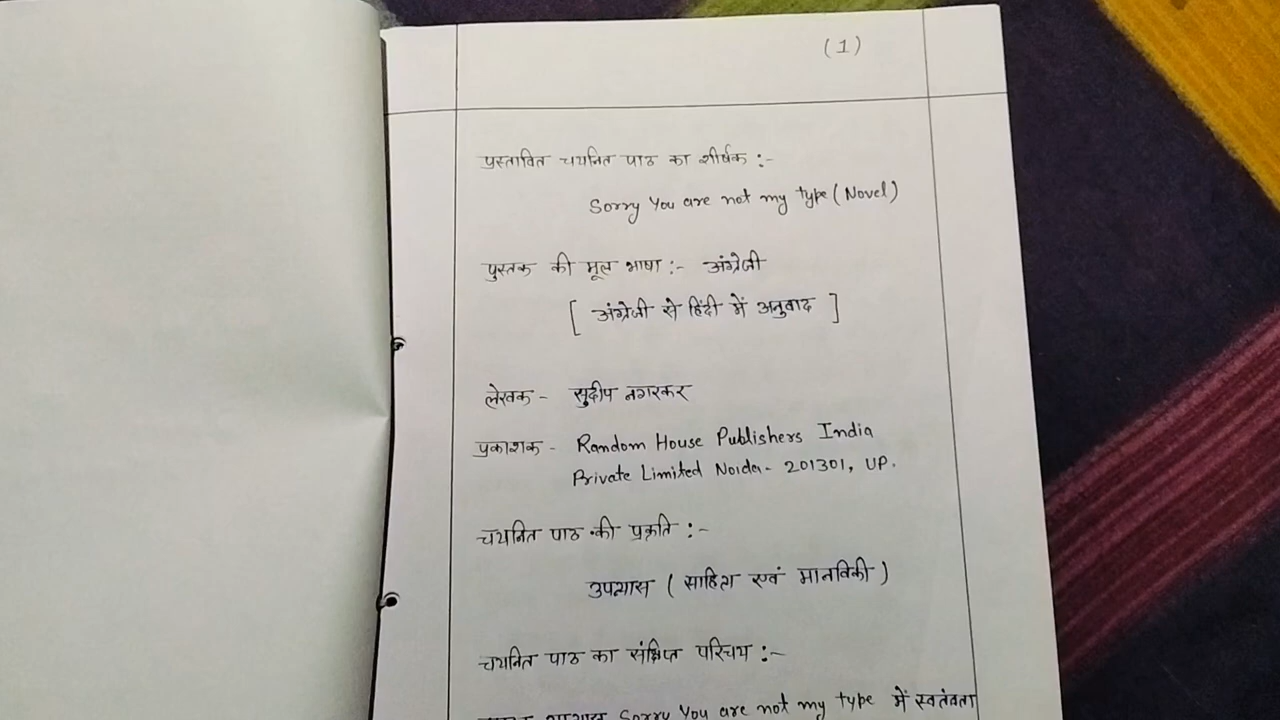 (1)
प्रस्तावित चयनित पाठ का शीर्षक :-
Sorry You are not my type (Novel)
पुस्तक की मूल भाषा :- अंग्रेजी
[ अंग्रेजी से हिंदी में अनुवाद ]
लेखक - सुदीप नगरकर
प्रकाशक - Random House Publishers India
Private Limited Noida - 201301, UP.
चयनित पाठ की प्रकृति :-
उपन्यास ( साहित्य एवं मानविकी )
चयनित पाठ का संक्षिप्त परिचय :-
Sorry You are not my type में स्वतंत्रता